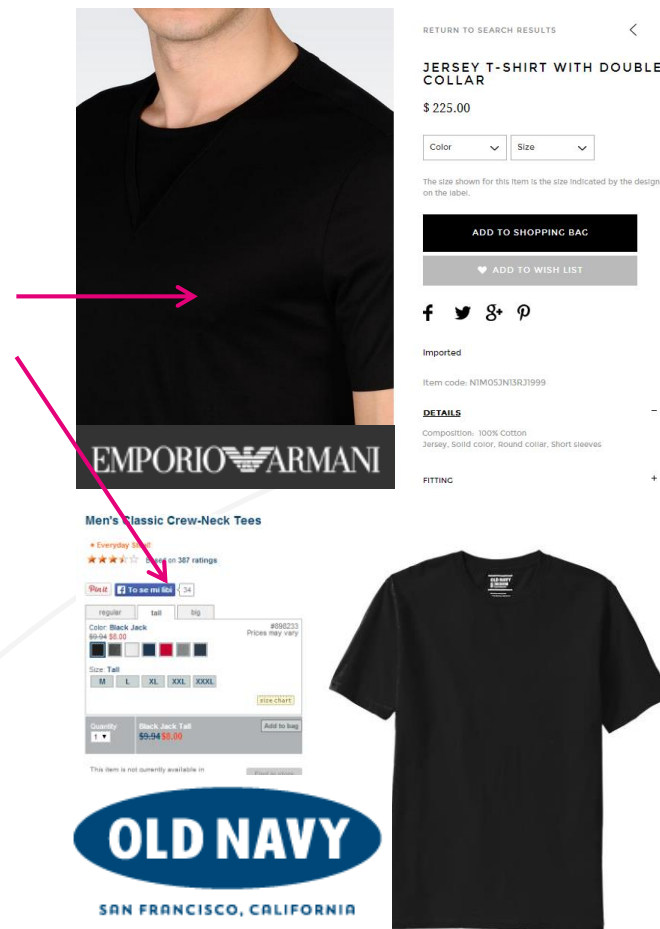 RETURN TO SEARCH RESULTS
JERSEY T-SHIRT WITH DOUBLE
COLLAR
$ 225.00
Color
Size
The size shown for this item is the size indicated by the design
on the label.
ADD TO SHOPPING BAG
ADD TO WISH LIST
Imported
Item code: N1M05JN13RJ1999
DETAILS
Composition: 100% Cotton
Jersey, Solid color, Round collar, Short sleeves
FITTING
EMPORIO ARMANI
Men's Classic Crew-Neck Tees
Everyday
Based on 387 ratings
Pin it
To se mi líbí
34
regular
tall
big
Color: Black Jack
#898233
$9.94 $8.00
Prices may vary
Size: Tall
M
L
XL
XXL
XXXL
size chart
Quantity
Black Jack Tall
Add to bag
1
$9.94 $8.00
This item is not currently available in
OLD NAVY
OLD NAVY
SAN FRANCISCO, CALIFORNIA